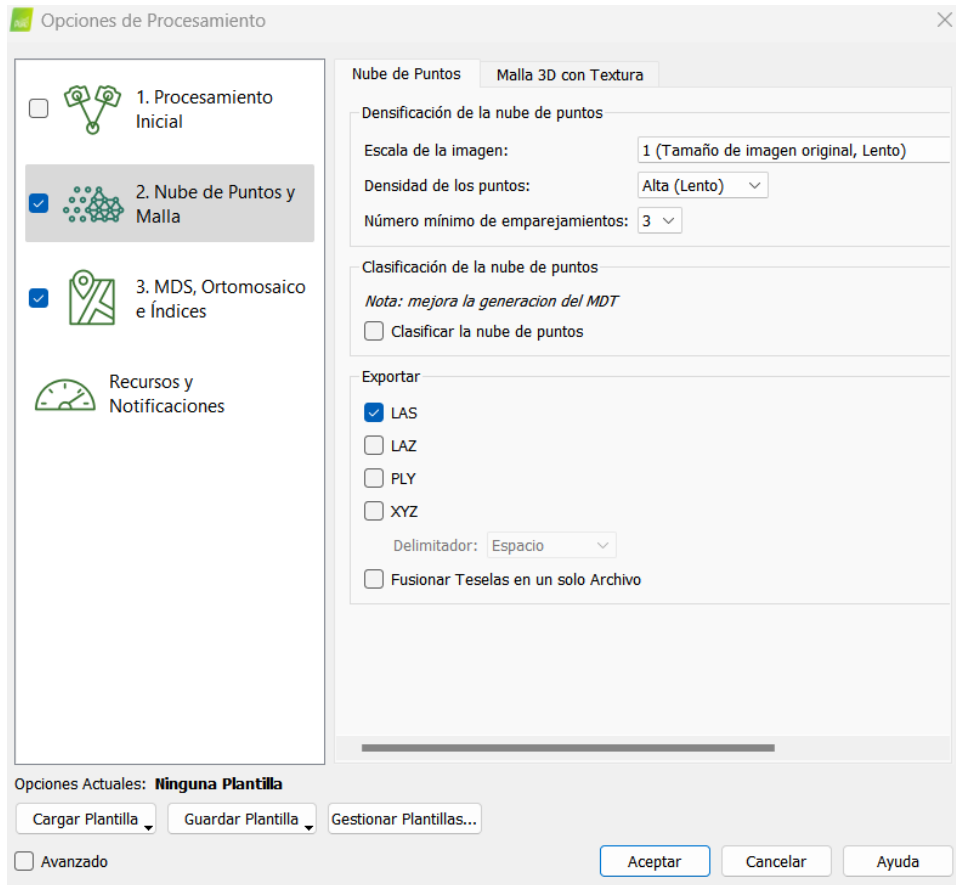 Opciones de Procesamiento
1. Procesamiento
Inicial
2. Nube de Puntos y
Malla
3. MDS, Ortomosaico
e Índices
Recursos y
Notificaciones
Nube de Puntos
Malla 3D con Textura
Densificación de la nube de puntos
Escala de la imagen: 1 (Tamaño de imagen original, Lento)
Densidad de los puntos: Alta (Lento)
Número mínimo de emparejamientos: 3
Clasificación de la nube de puntos
Nota: mejora la generacion del MDT
Clasificar la nube de puntos
Exportar
LAS
LAZ
PLY
XYZ
Delimitador: Espacio
Fusionar Teselas en un solo Archivo
Opciones Actuales: Ninguna Plantilla
Cargar Plantilla Guardar Plantilla Gestionar Plantillas...
Avanzado
Aceptar Cancelar Ayuda